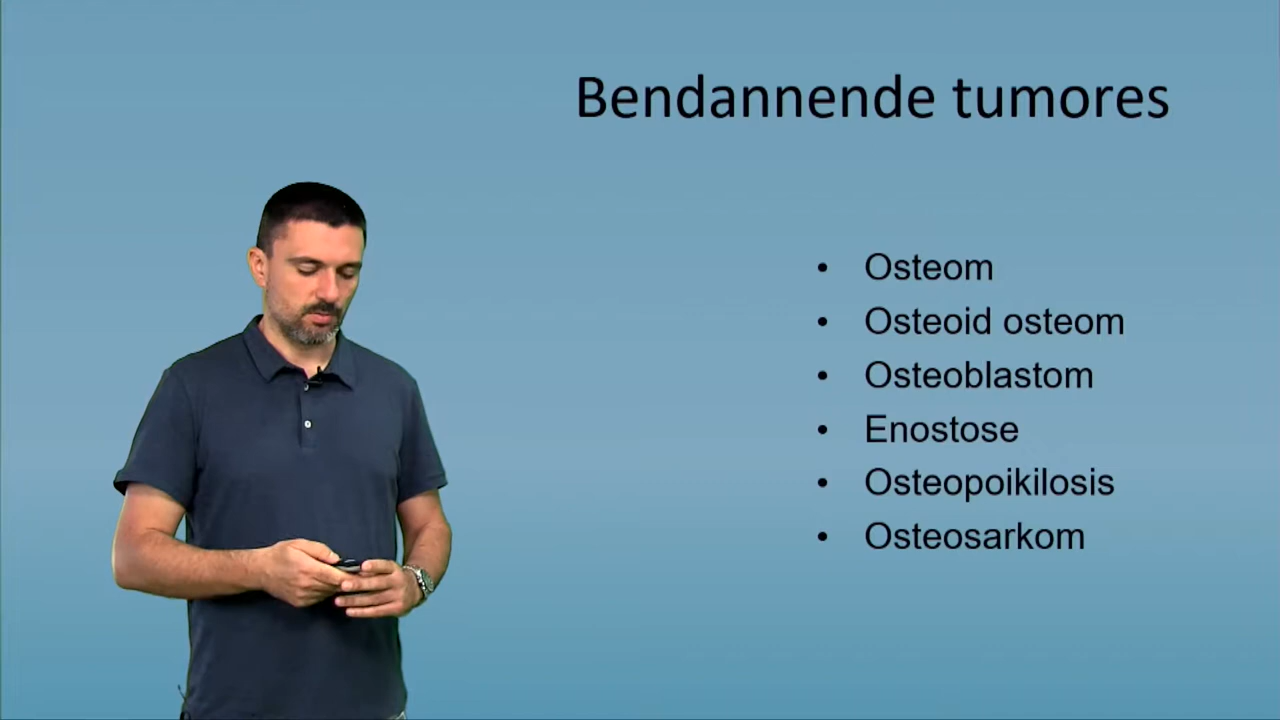 Bendannende tumores
• Osteom
• Osteoid osteom
• Osteoblastom
• Enostose
• Osteopoikilosis
• Osteosarkom